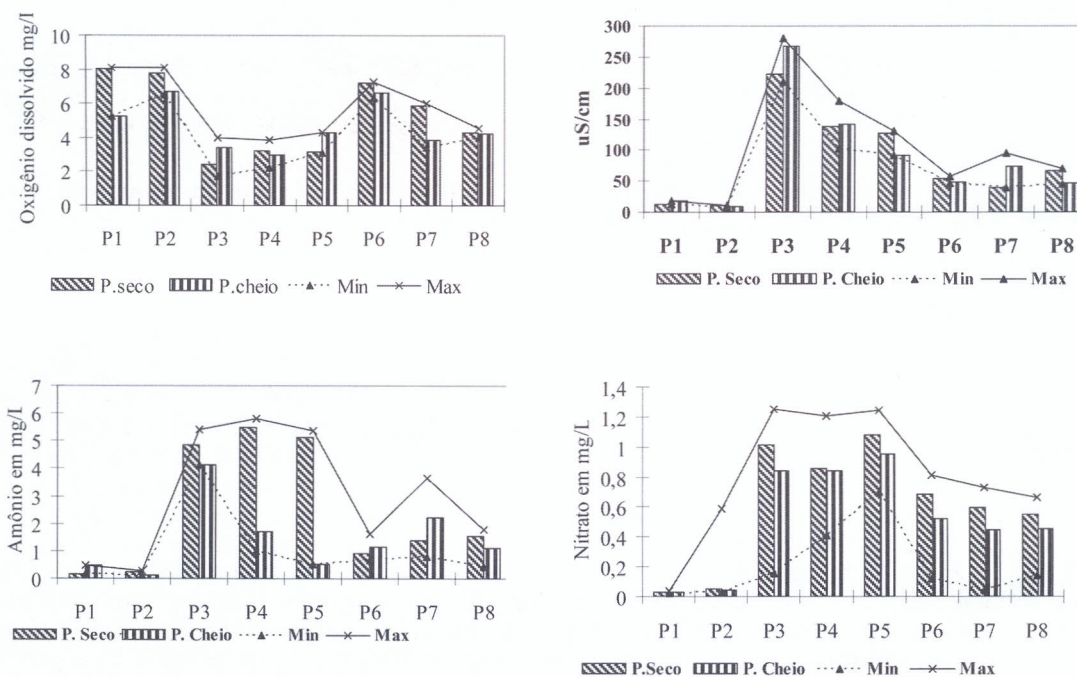 Oxigênio dissolvido mg/l
10
8
6
4
2
0
P1 P2 P3 P4 P5 P6 P7 P8
P.seco P.cheio Min Max
uS/cm
300
250
200
150
100
50
0
P1 P2 P3 P4 P5 P6 P7 P8
P. Seco P. Cheio Min Max
Amônio em mg/l
7
6
5
4
3
2
1
0
P1 P2 P3 P4 P5 P6 P7 P8
P. Seco P. Cheio Min Max
Nitrato em mg/L
1,4
1,2
1
0,8
0,6
0,4
0,2
0
P1 P2 P3 P4 P5 P6 P7 P8
P.Seco P. Cheio Min Max